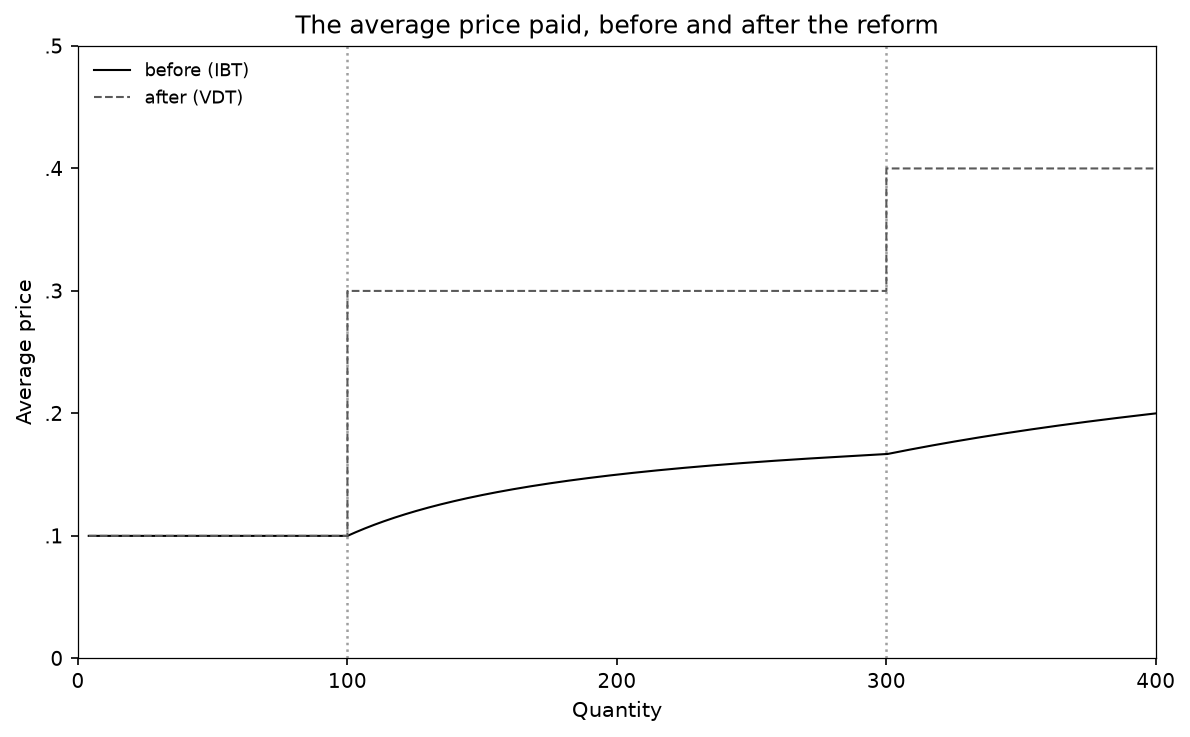 The average price paid, before and after the reform
before (IBT)
after (VDT)
.5
.4
.3
.2
.1
0
Average price
0 100 200 300 400
Quantity